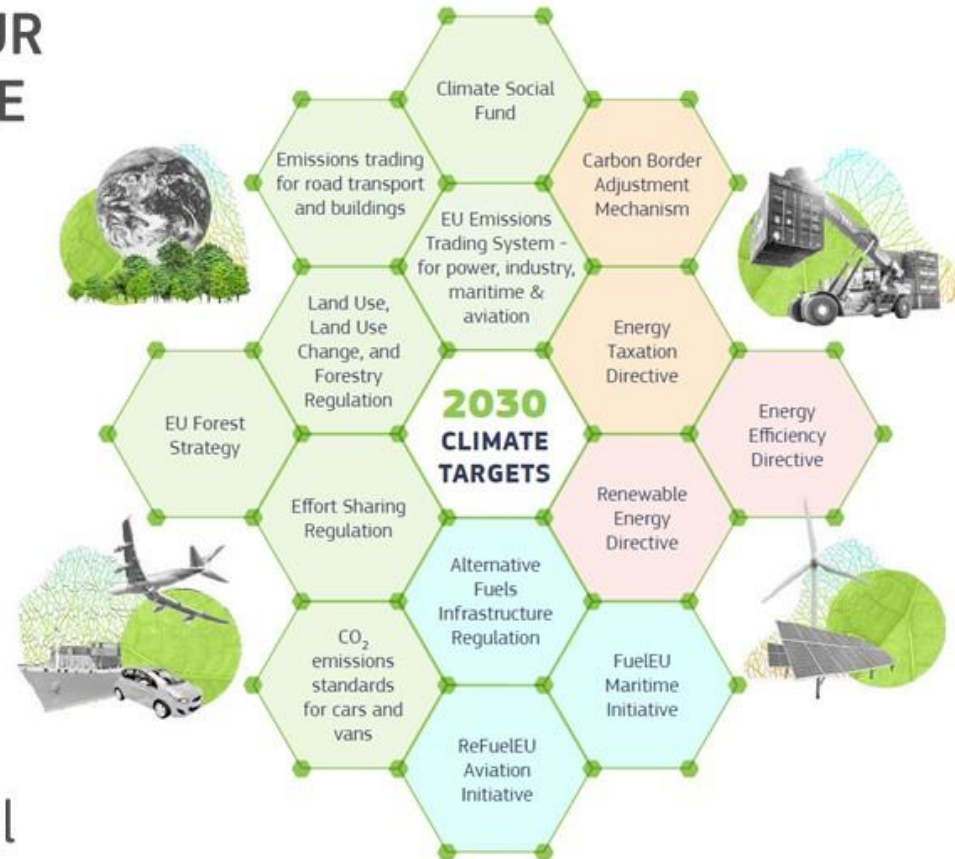 UR
E
Climate Social
Fund
Emissions trading
for road transport
and buildings
Carbon Border
Adjustment
Mechanism
EU Emissions
Trading System -
for power, industry,
maritime &
aviation
Land Use,
Land Use
Change, and
Forestry
Regulation
Energy
Taxation
Directive
EU Forest
Strategy
2030
CLIMATE
TARGETS
Energy
Efficiency
Directive
Effort Sharing
Regulation
Renewable
Energy
Directive
Alternative
Fuels
Infrastructure
Regulation
CO₂
emissions
standards
for cars and
vans
FuelEU
Maritime
Initiative
ReFuelEU
Aviation
Initiative
l